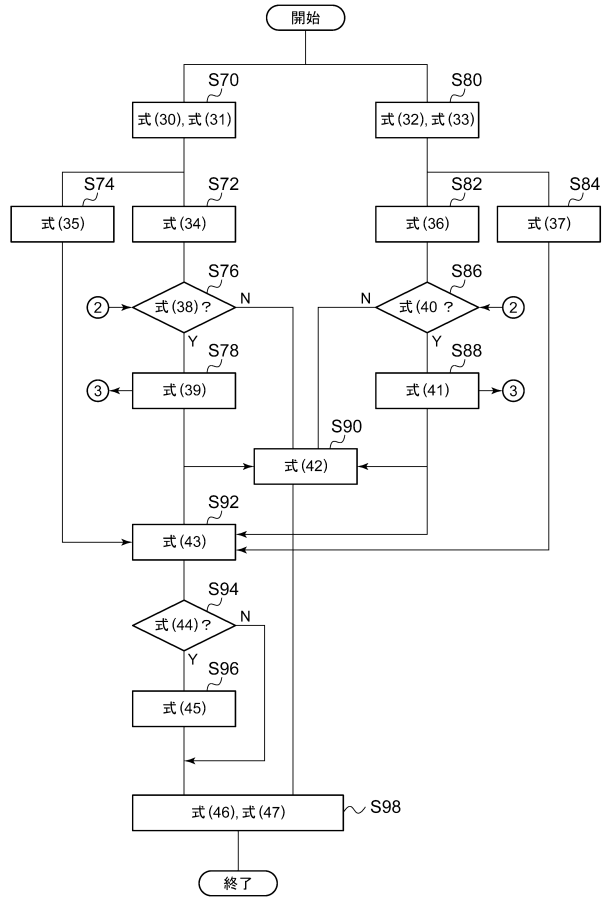 開始
S70
S80
式(30), 式(31)
式(32), 式(33)
S74
S72
S82
S84
式(35)
式(34)
式(36)
式(37)
S76
S86
② 
式(38)?
N
N
式(40 ?
②
Y
Y
S78
S88
③
式(39)
式(41)
③
S90
式(42)
S92
式(43)
S94
式(44)?
N
Y
S96
式(45)
式(46), 式(47)
S98
終了